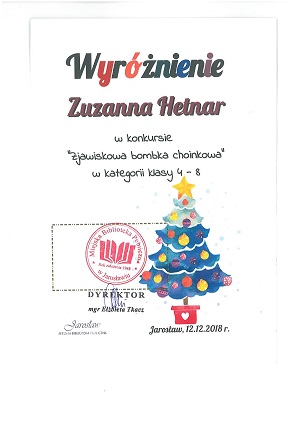 Wyróżnienie
Zuzanna Hetnar
w konkursie
"zjawiskowa bombka choinkowa"
w kategorii klasy 4 - 8
Miejska Biblioteka Publiczna
w Jarosławiu
DYREKTOR
mgr Elżbieta Tkacz
Jarosław
Jarosław, 12.12.2018 r.